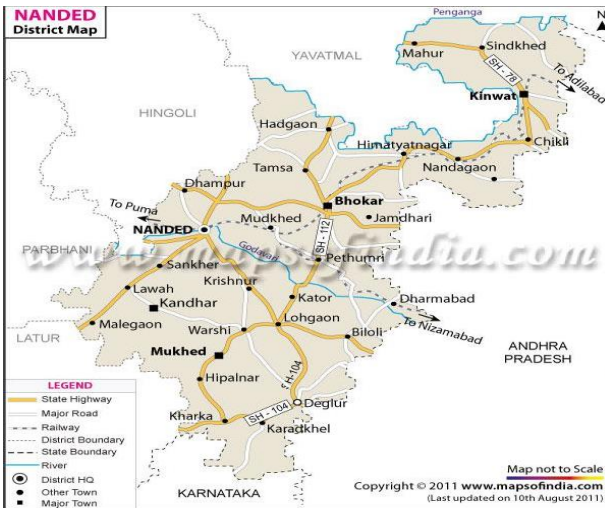 NANDED
District Map
Penganga
N
YAVATMAL
Mahur
Sindkhed
SH - 78
To Adilabad
Kinwat
HINGOLI
Hadgaon
Himatyatnagar
Chikli
Tamsa
Nandagaon
Dhampur
Bhokar
To Purna
Mudkhed
Jamdhari
NANDED
SH - 112
PARBHANI
Godavari
Pethumri
www.mapsofindia.com
Sankher
Lawah
Krishnur
Kandhar
Kator
Dharmabad
Malegaon
Lohgaon
To Nizamabad
LATUR
Warshi
Biloli
Mukhed
ANDHRA
PRADESH
Hipalnar
SH-104
Deglur
Kharka
SH - 104
Karadkhel
KARNATAKA
LEGEND
State Highway
Major Road
Railway
District Boundary
State Boundary
River
District HQ
Other Town
Major Town
Map not to Scale
Copyright © 2011 www.mapsofindia.com
(Last updated on 10th August 2011)